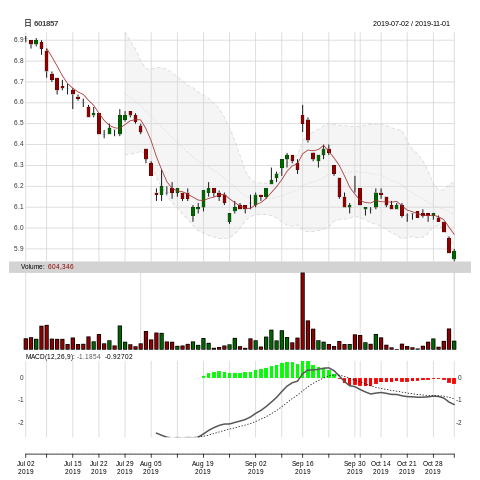 日 601857
2019-07-02 / 2019-11-01
6.9
6.8
6.7
6.6
6.5
6.4
6.3
6.2
6.1
6.0
5.9
Volume: 604,346
MACD(12,26,9): -1.1854 -0.92702
0 0
-1 -1
-2 -2
Jul 02 Jul 15 Jul 22 Jul 29 Aug 05 Aug 19 Sep 02 Sep 16 Sep 30 Oct 14 Oct 21 Oct 28
2019 2019 2019 2019 2019 2019 2019 2019 2019 2019 2019 2019